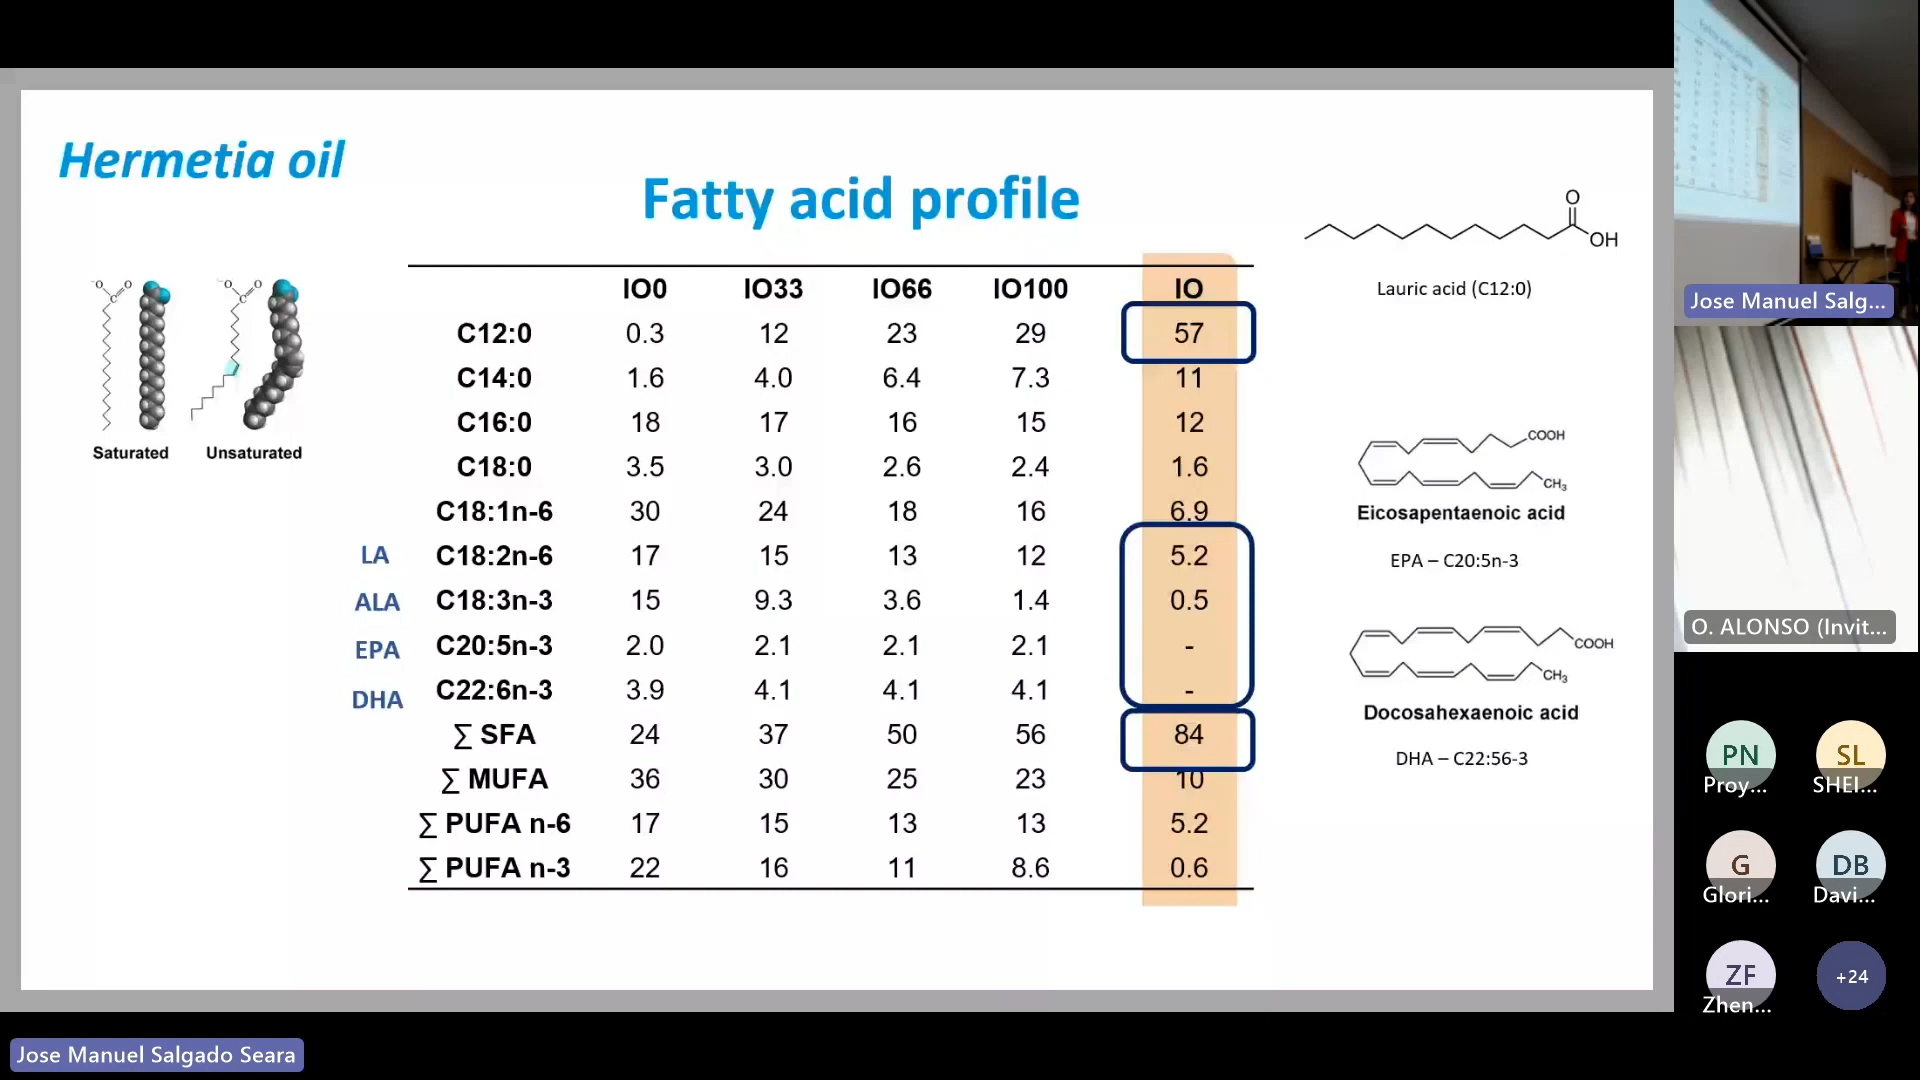 Hermetia oil
Fatty acid profile
Saturated
Unsaturated
IO0 IO33 IO66 IO100 IO
C12:0 0.3 12 23 29 57
C14:0 1.6 4.0 6.4 7.3 11
C16:0 18 17 16 15 12
C18:0 3.5 3.0 2.6 2.4 1.6
C18:1n-6 30 24 18 16 6.9
LA C18:2n-6 17 15 13 12 5.2
ALA C18:3n-3 15 9.3 3.6 1.4 0.5
EPA C20:5n-3 2.0 2.1 2.1 2.1 -
DHA C22:6n-3 3.9 4.1 4.1 4.1 -
∑ SFA 24 37 50 56 84
∑ MUFA 36 30 25 23 10
∑ PUFA n-6 17 15 13 13 5.2
∑ PUFA n-3 22 16 11 8.6 0.6
O
OH
Lauric acid (C12:0)
COOH
CH3
Eicosapentaenoic acid
EPA – C20:5n-3
COOH
CH3
Docosahexaenoic acid
DHA – C22:56-3
Jose Manuel Salg...
O. ALONSO (Invit...
PN
Proy...
SL
SHEI...
G
Glori...
DB
Davi...
ZF
Zhen...
+24
Jose Manuel Salgado Seara